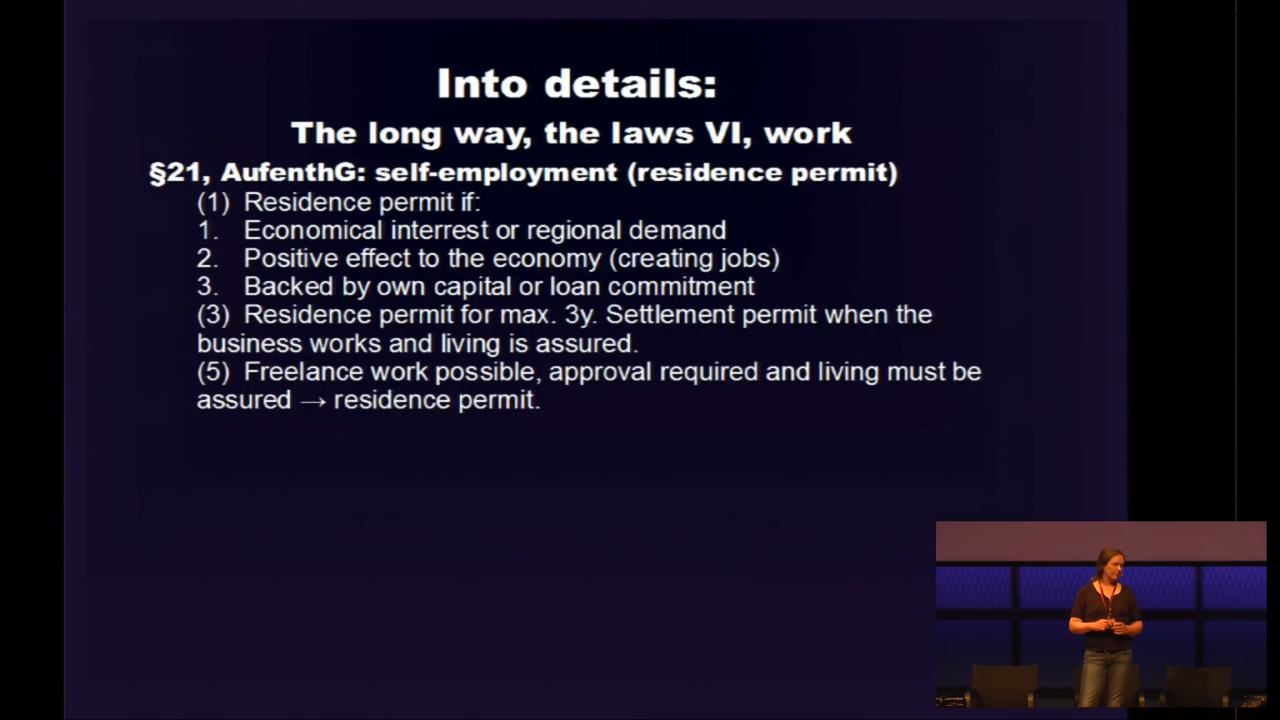 Into details:
The long way, the laws VI, work
§21, AufenthG: self-employment (residence permit)
(1) Residence permit if:
1. Economical interrest or regional demand
2. Positive effect to the economy (creating jobs)
3. Backed by own capital or loan commitment
(3) Residence permit for max. 3y. Settlement permit when the
business works and living is assured.
(5) Freelance work possible, approval required and living must be
assured → residence permit.